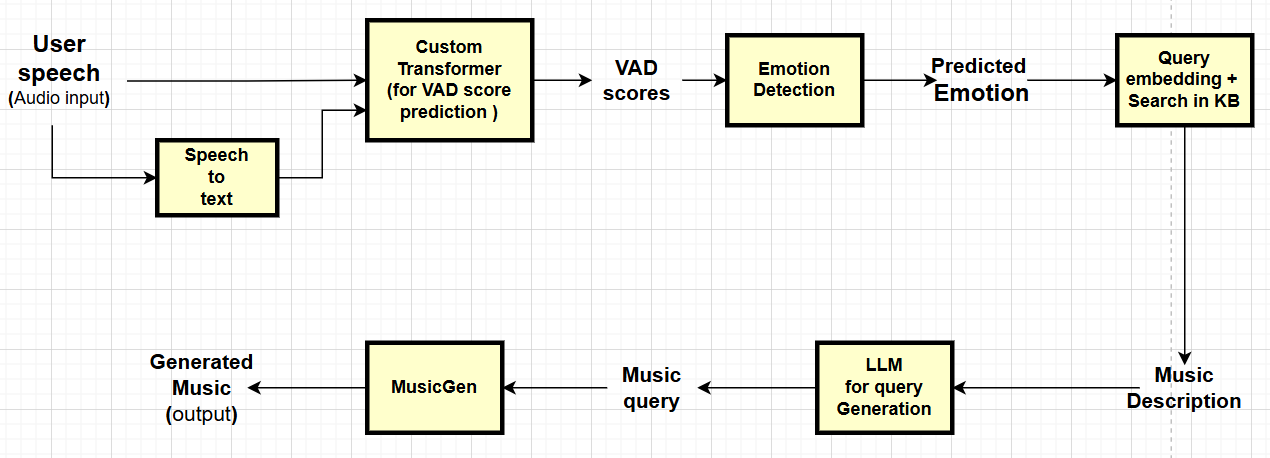 User
speech
(Audio input)
Speech
to
text
Custom
Transformer
(for VAD score
prediction )
VAD
scores
Emotion
Detection
Predicted
Emotion
Query
embedding +
Search in KB
Music
Description
LLM
for query
Generation
Music
query
MusicGen
Generated
Music
(output)